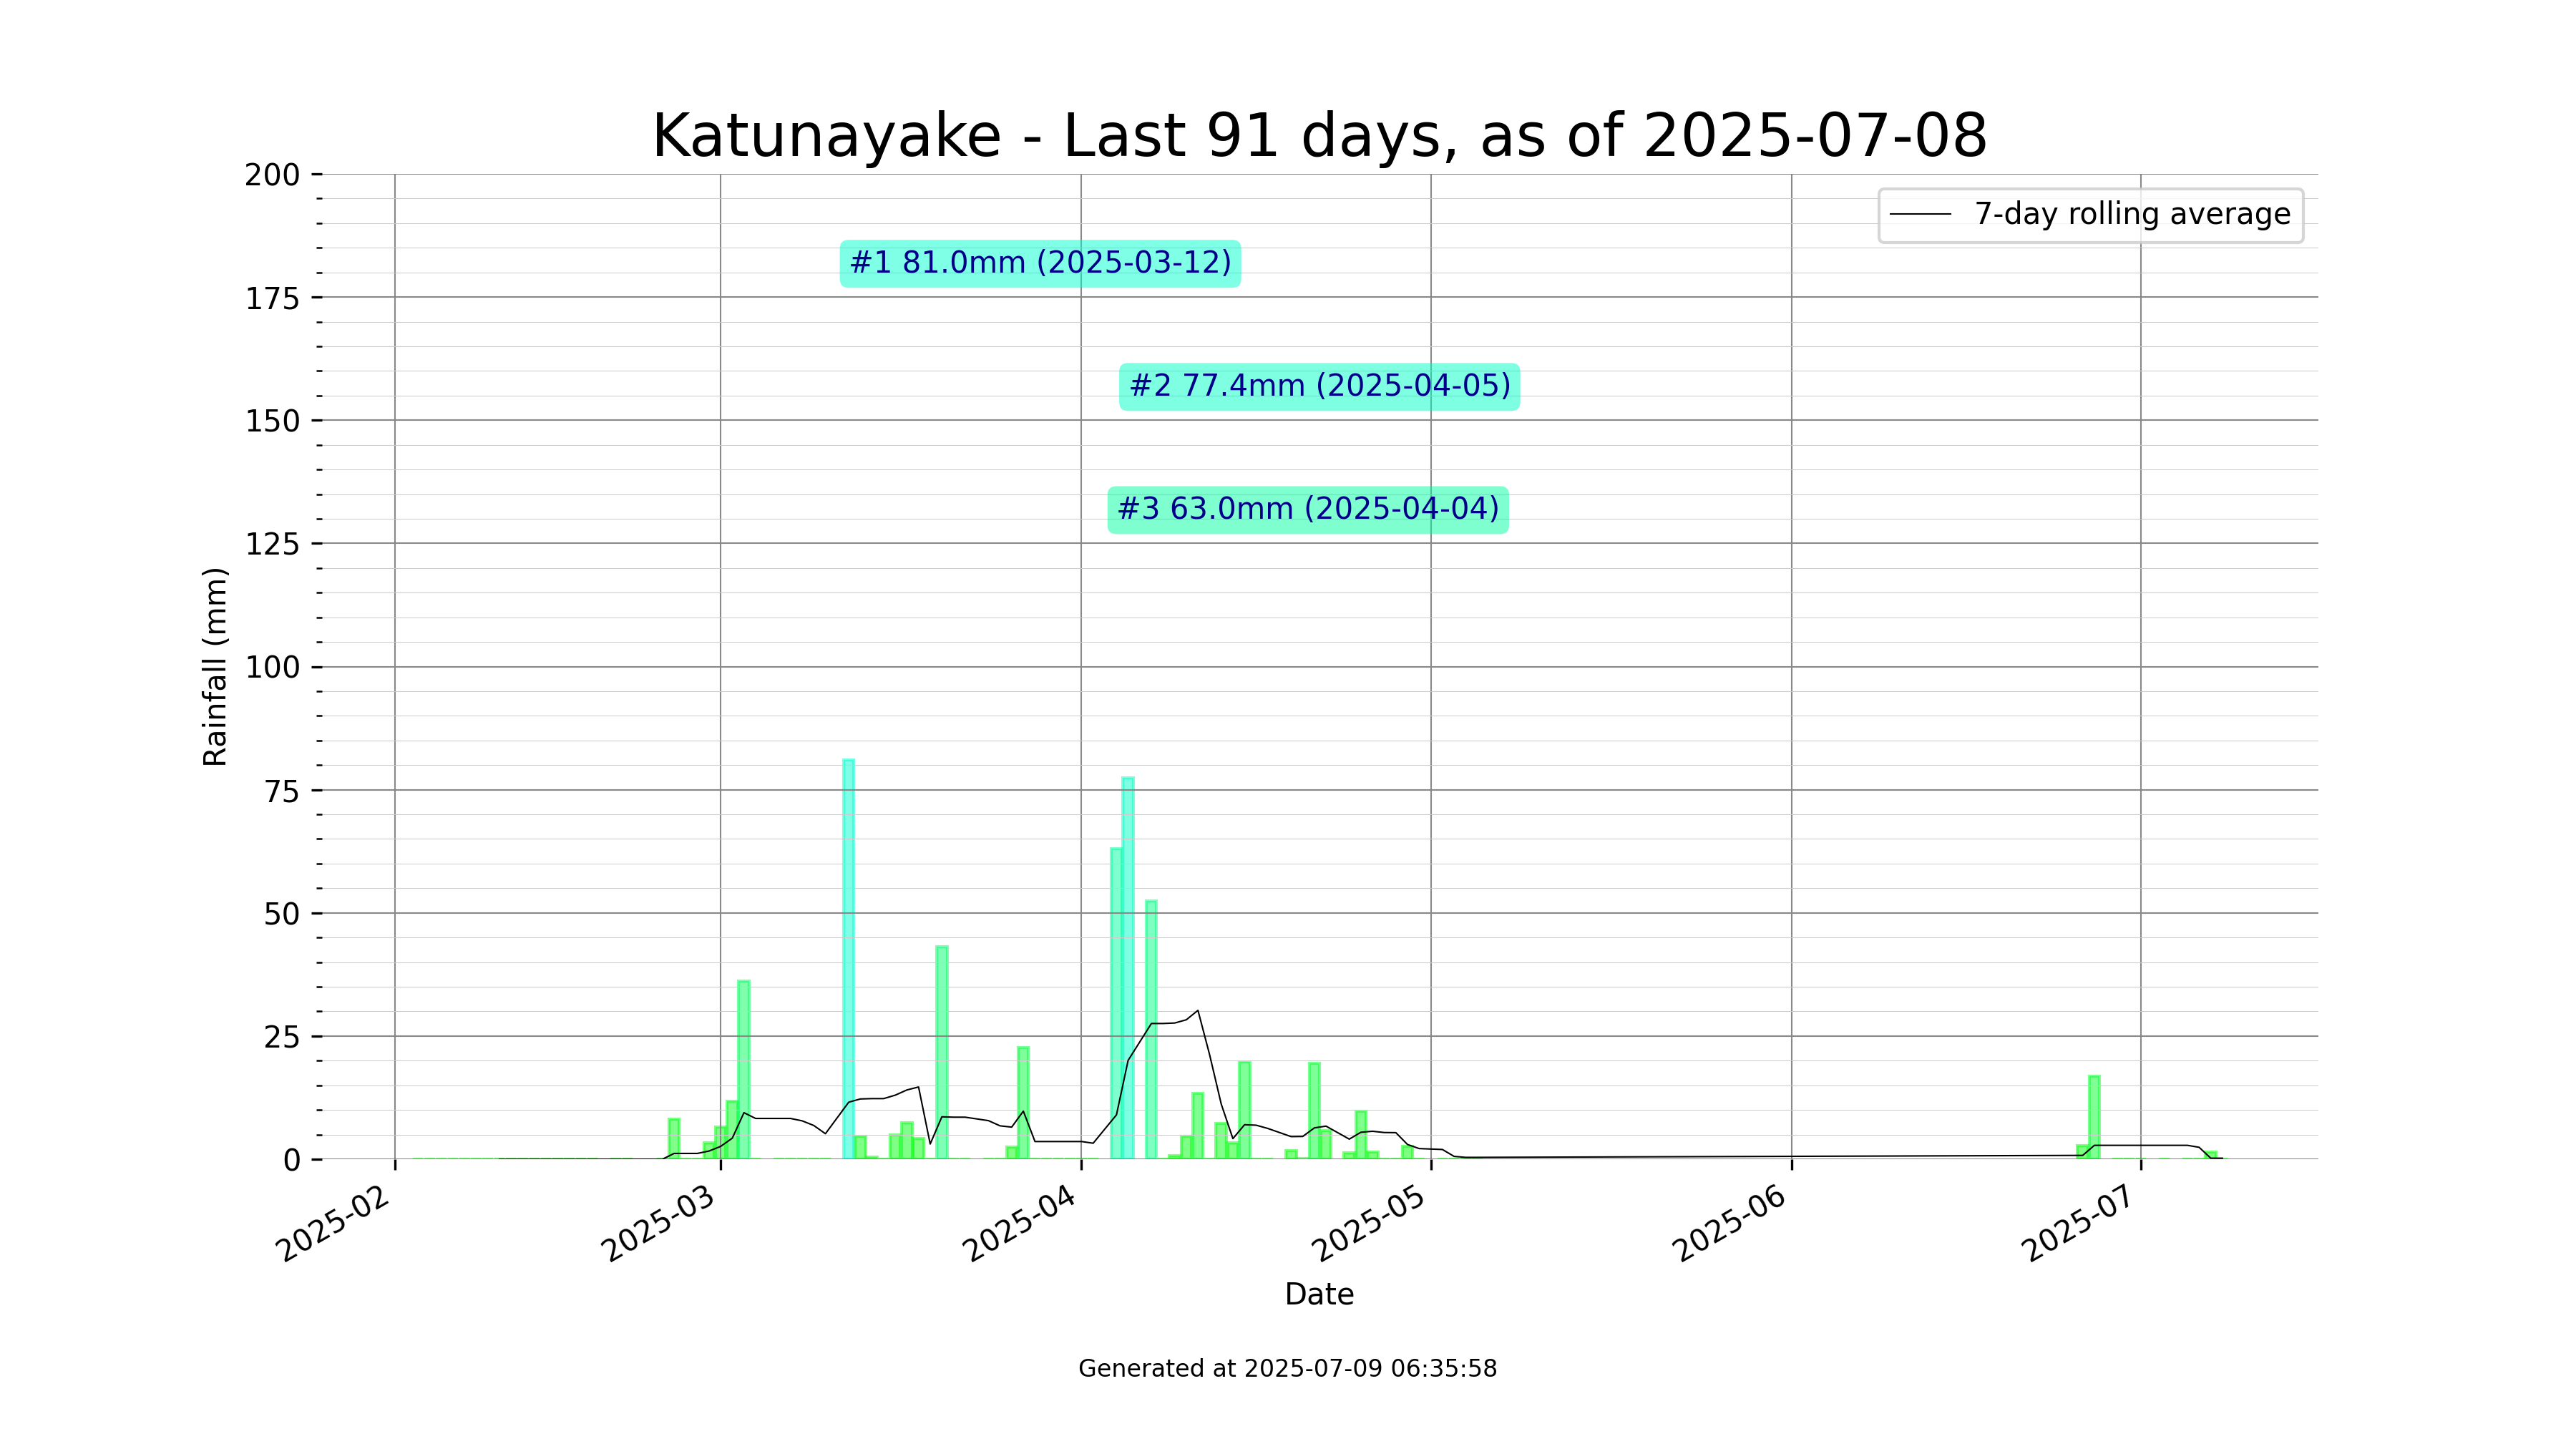 Katunayake - Last 91 days, as of 2025-07-08
200
175
150
125
100
75
50
25
0
Rainfall (mm)
7-day rolling average
#1 81.0mm (2025-03-12)
#2 77.4mm (2025-04-05)
#3 63.0mm (2025-04-04)
2025-02
2025-03
2025-04
2025-05
2025-06
2025-07
Date
Generated at 2025-07-09 06:35:58